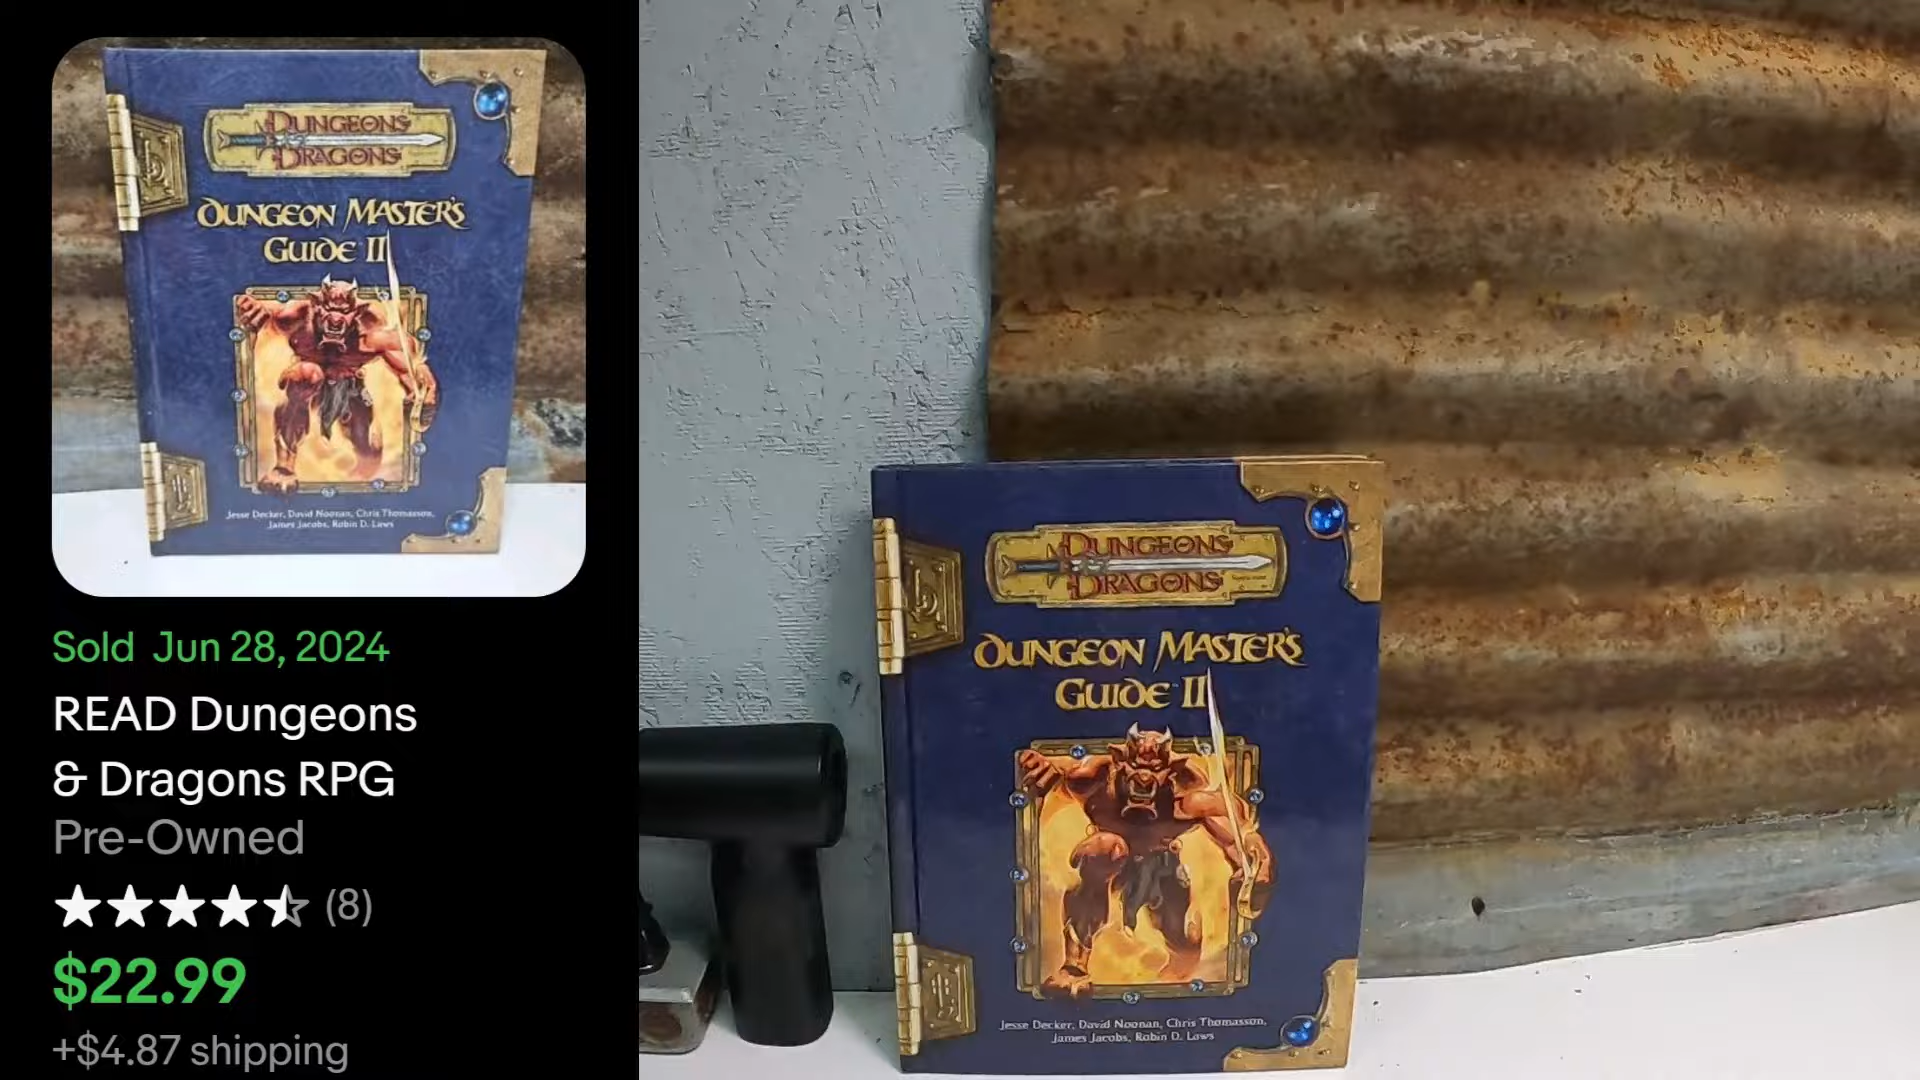 DUNGEONS
DRAGONS
DUNGEON MASTER'S
GUIDE II
Jesse Decker, David Noonan, Chris Thomasson,
James Jacobs, Robin D. Laws
Sold Jun 28, 2024
READ Dungeons
& Dragons RPG
Pre-Owned
(8)
$22.99
+$4.87 shipping
DUNGEONS
DRAGONS
DUNGEON MASTER'S
GUIDE II
Jesse Decker, David Noonan, Chris Thomasson,
James Jacobs, Robin D. Laws